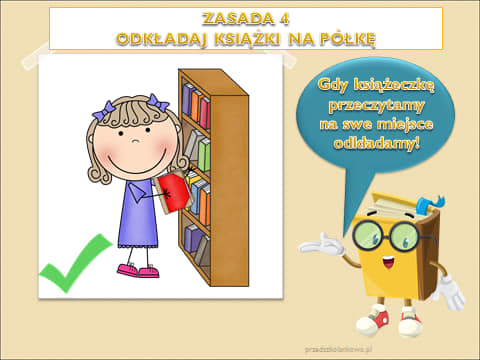 ZASADA 4
ODKŁADAJ KSIĄŻKI NA PÓŁKĘ
Gdy książeczkę
przeczytamy
na swe miejsce
odkładamy!
przedszkolankowo.pl